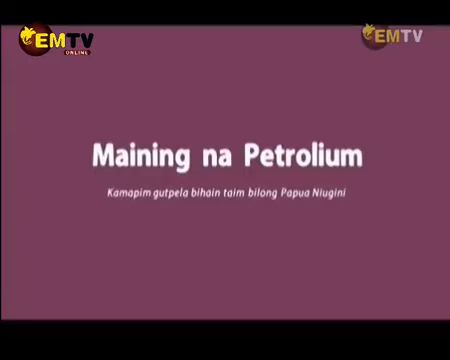 EMTV
ONLINE
EMTV
Maining na Petrolium
Kamapim gutpela bihain taim bilong Papua Niugini